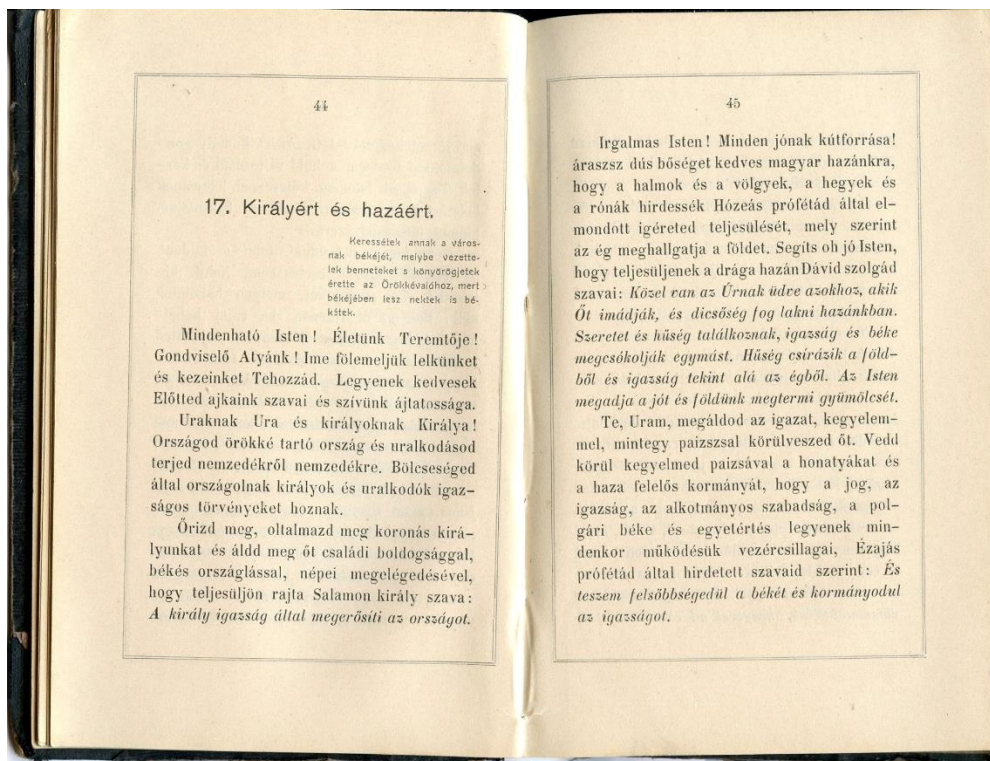 44
17. Királyért és hazáért.
Keressétek annak a város-
nak békéjét, melybe vezette-
lek benneteket s könyörögjetek
érette az Örökkévalóhoz, mert
békéjében lesz nektek is bé-
kétek.
Mindenható Isten! Életünk Teremtője!
Gondviselő Atyánk! Ime fölemeljük lelkünket
és kezeinket Tehozzád. Legyenek kedvesek
Előtted ajkaink szavai és szívünk ájtatossága.
Uraknak Ura és királyoknak Királya!
Országod örökké tartó ország és uralkodásod
terjed nemzedékről nemzedékre. Bölcseséged
által országolnak királyok és uralkodók igaz-
ságos törvényeket hoznak.
Őrizd meg, oltalmazd meg koronás kirá-
lyunkat és áldd meg őt családi boldogsággal,
békés országlással, népei megelégedésével,
hogy teljesüljön rajta Salamon király szava:
A király igazság által megerősíti az országot.
45
Irgalmas Isten! Minden jónak kútforrása!
áraszsz dús bőséget kedves magyar hazánkra,
hogy a halmok és a völgyek, a hegyek és
a rónák hirdessék Hózeás prófétád által el-
mondott igéreted teljesülését, mely szerint
az ég meghallgatja a földet. Segíts oh jó Isten,
hogy teljesüljenek a drága hazán Dávid szolgád
szavai: Közel van az Úrnak üdve azokhoz, akik
Őt imádják, és dicsőség fog lakni hazánkban.
Szeretet és hűség találkoznak, igazság és béke
megcsókolják egymást. Hűség csírázik a föld-
ből és igazság tekint alá az égből. Az Isten
megadja a jót és földünk megtermi gyümölcsét.
Te, Uram, megáldod az igazat, kegyelem-
mel, mintegy paizszsal körülveszed őt. Vedd
körül kegyelmed paizsával a honatyákat és
a haza felelős kormányát, hogy a jog, az
igazság, az alkotmányos szabadság, a pol-
gári béke és egyetértés legyenek min-
denkor működésük vezércsillagai, Ézajás
prófétád által hirdetett szavaid szerint: És
teszem felsőbbségedül a békét és kormányodul
az igazságot.